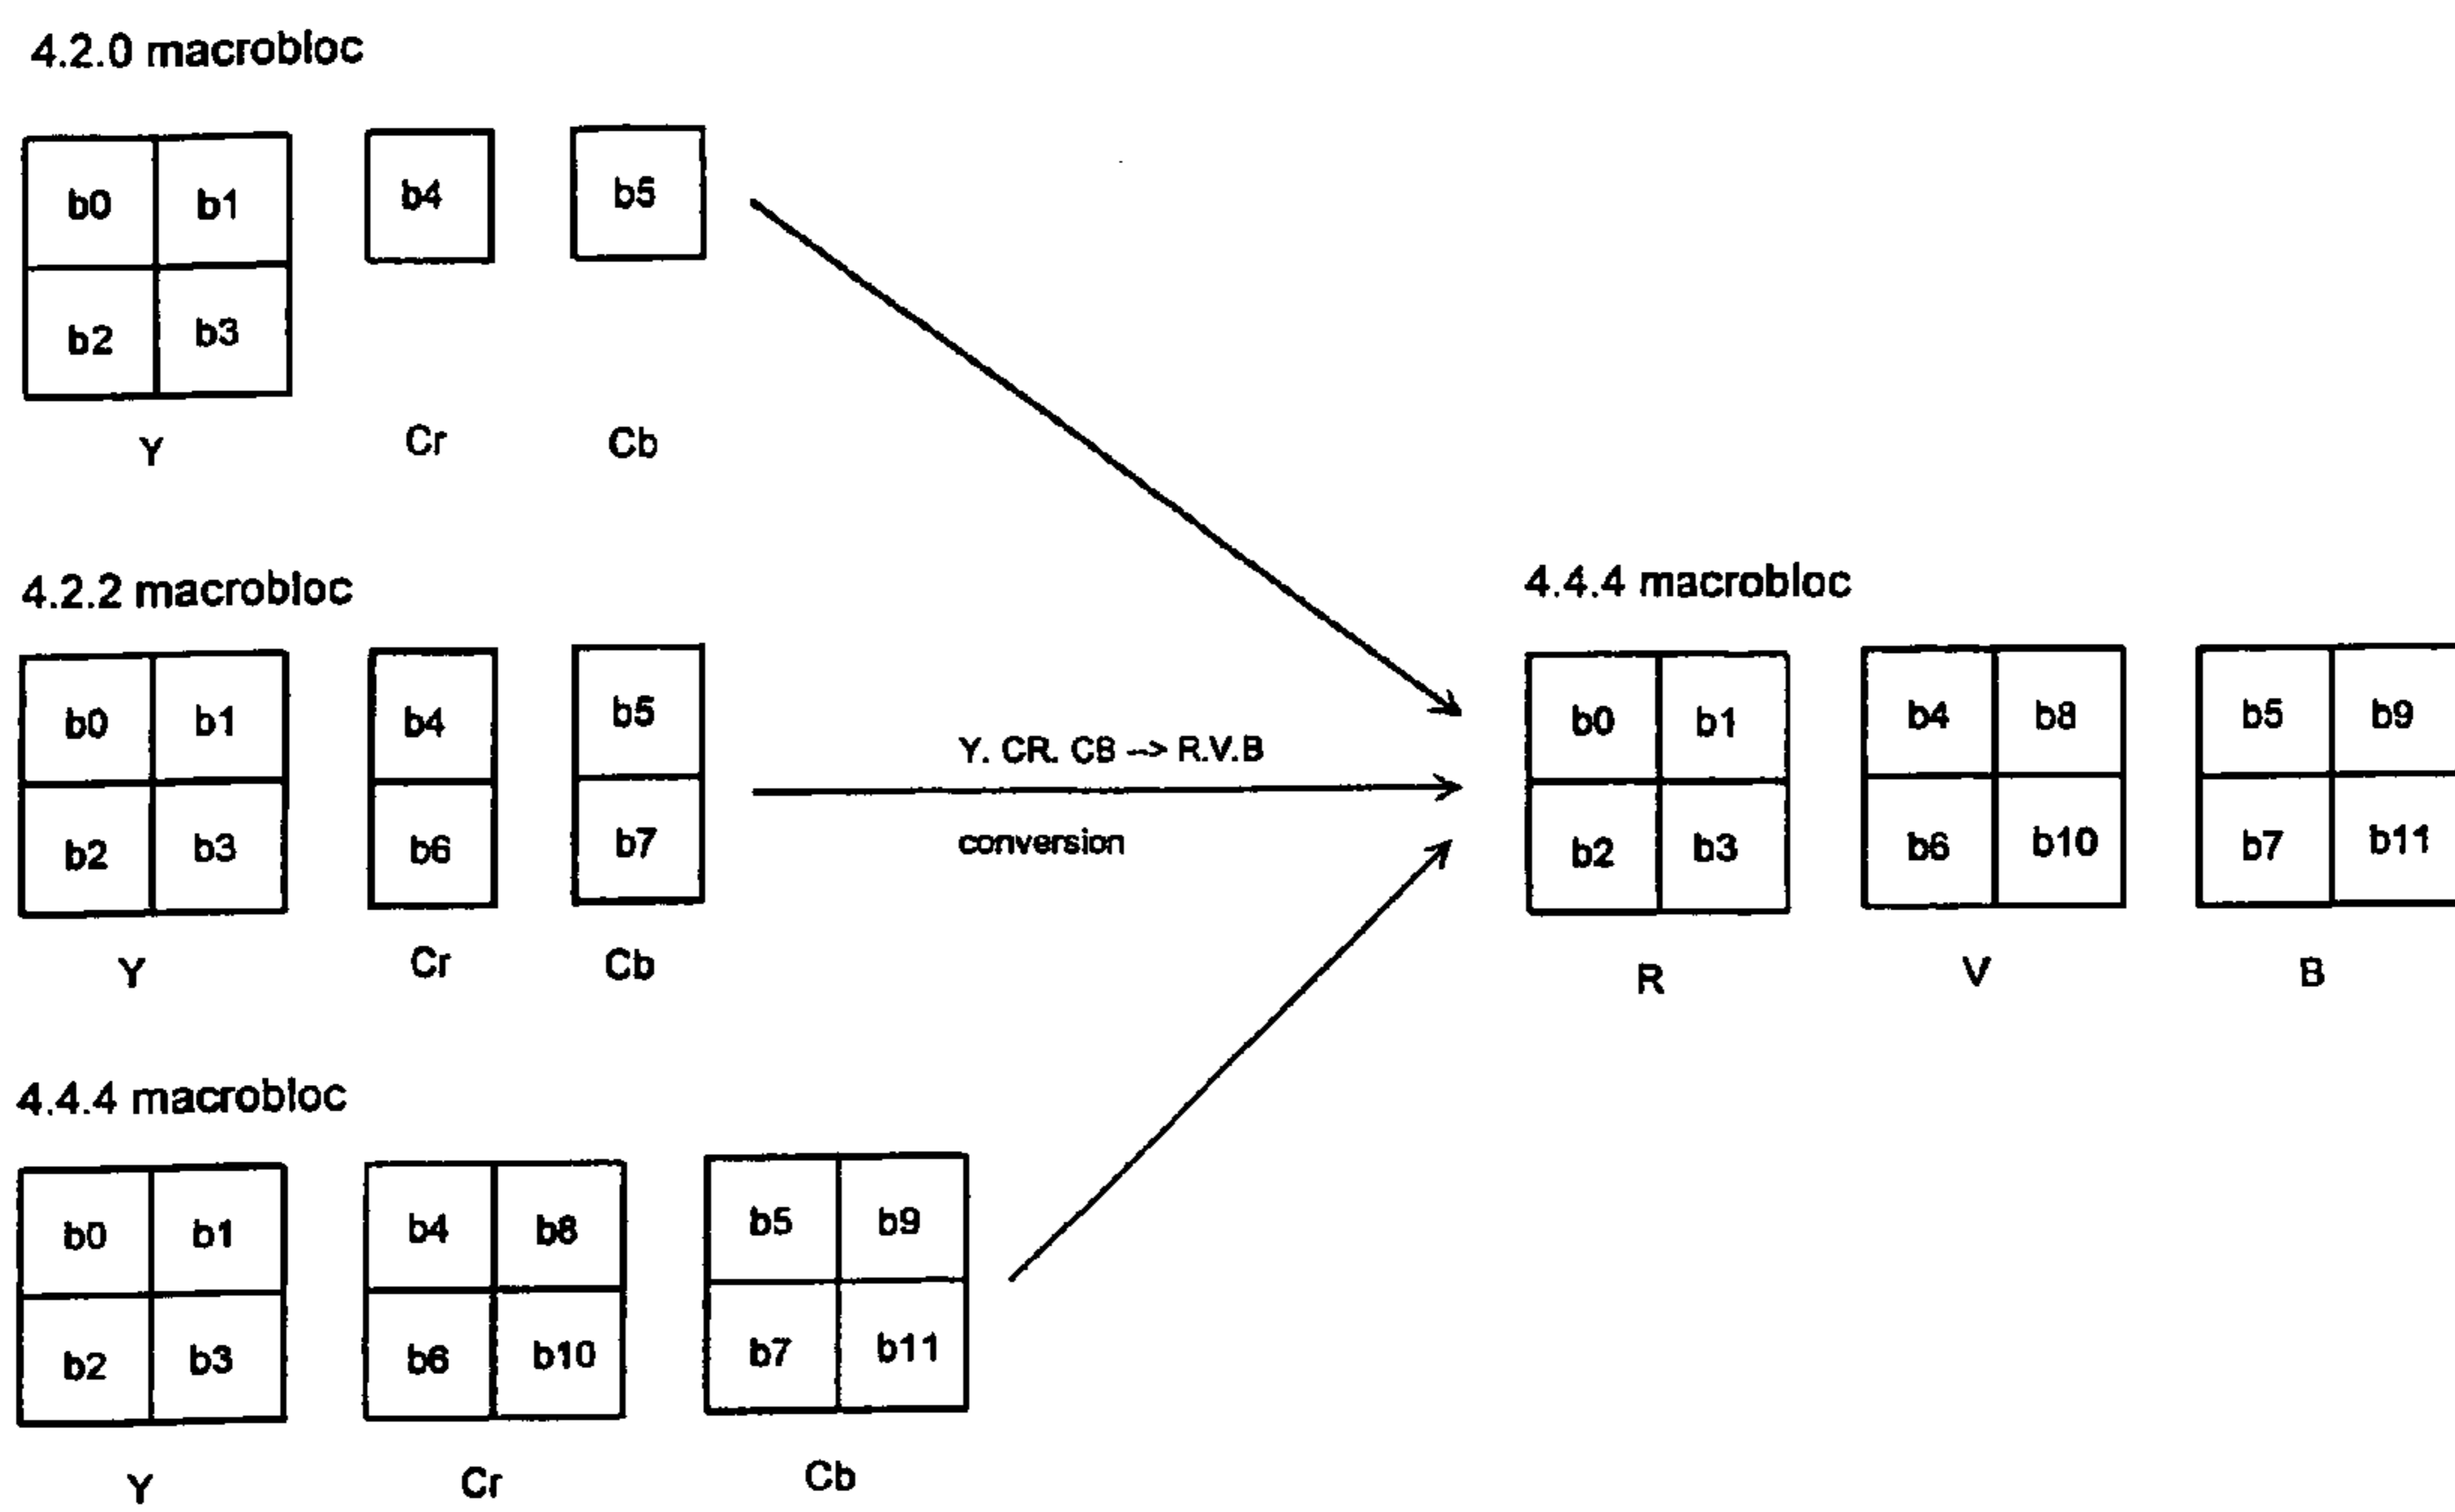 4.2.0 macrobloc
b0 b1 b4 b5
b2 b3
Y Cr Cb
4.2.2 macrobloc
b0 b1 b4 b5
b2 b3 b6 b7
Y Cr Cb
Y. CR. CB --> R.V.B
conversion
4.4.4 macrobloc
b0 b1 b4 b8 b5 b9
b2 b3 b6 b10 b7 b11
R V B
4.4.4 macrobloc
b0 b1 b4 b8 b5 b9
b2 b3 b6 b10 b7 b11
Y Cr Cb